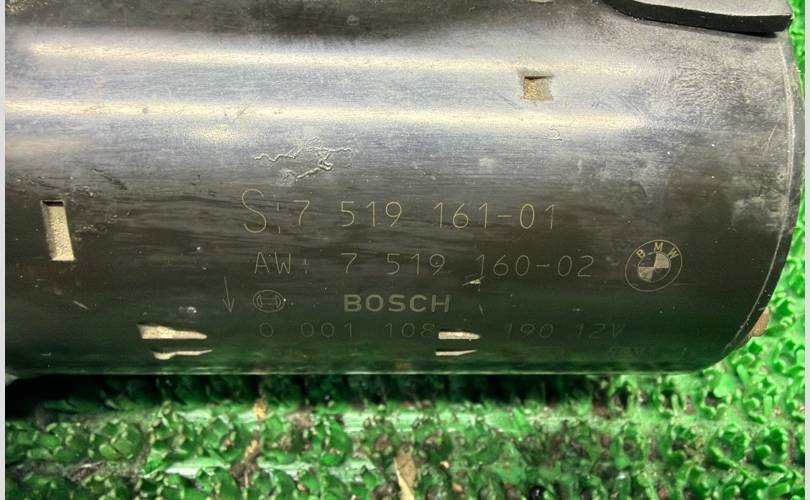 S:7 519 161-01
AW: 7 519 160-02
BMW
BOSCH
0 001 108 190 12V